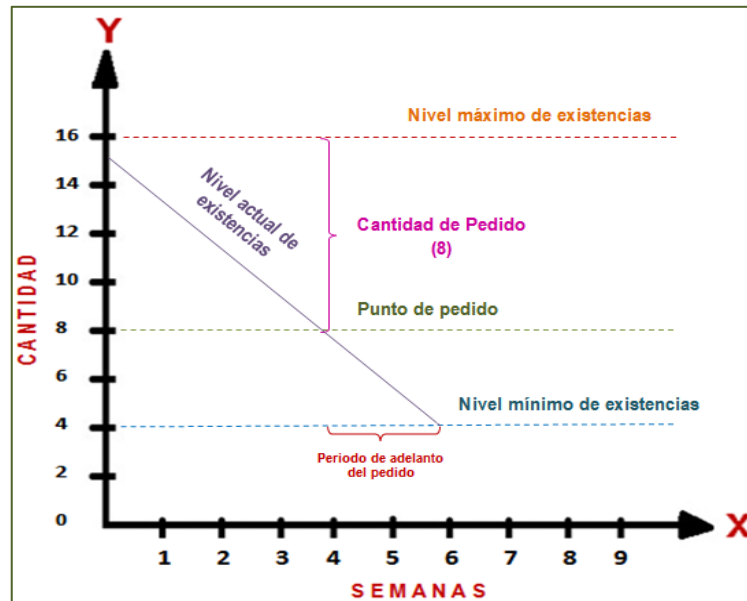 Y
Nivel máximo de existencias
16
14
Nivel actual de
existencias
12
Cantidad de Pedido
(8)
10
CANTIDAD
Punto de pedido
8
6
Nivel mínimo de existencias
4
Periodo de adelanto
del pedido
2
0
X
1 2 3 4 5 6 7 8 9
SEMANAS